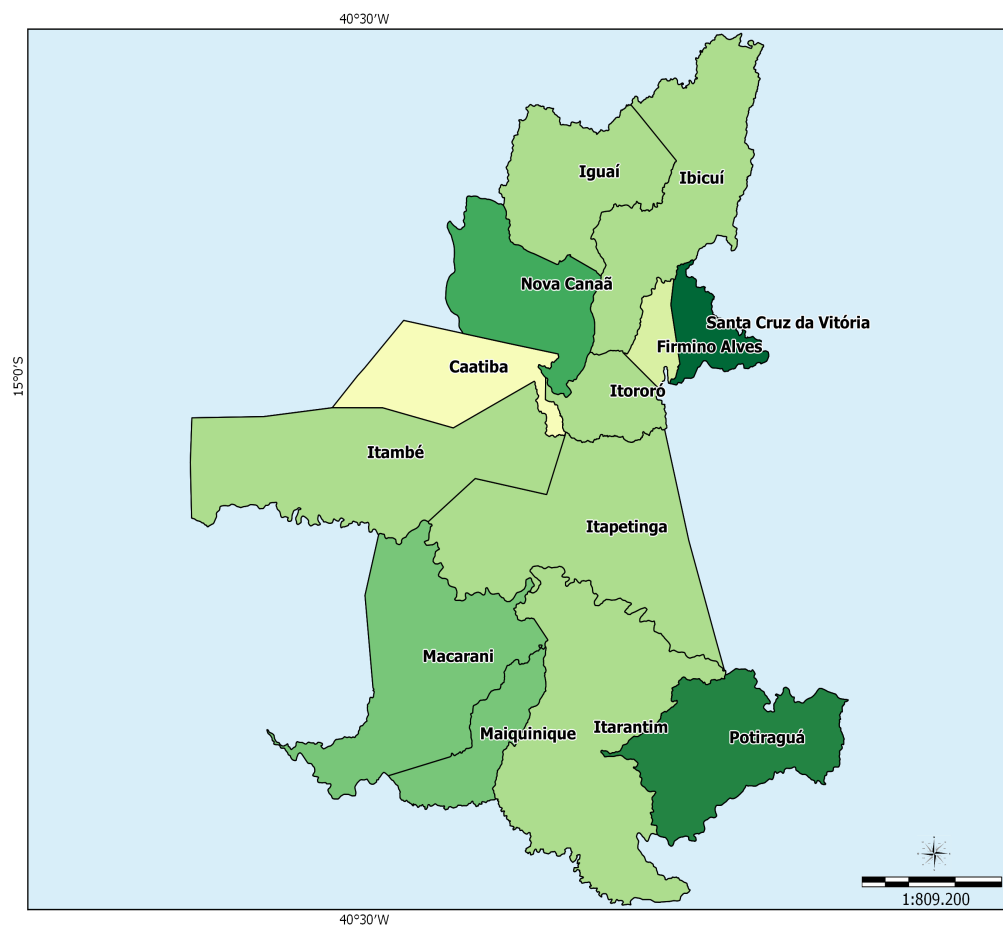 40°30'W
Iguaí
Ibicuí
Nova Canaã
Santa Cruz da Vitória
Firmino Alves
15°0'S
Caatiba
Itororó
Itambé
Itapetinga
Macarani
Maiquinique
Itarantim
Potiraguá
1:809.200
40°30'W